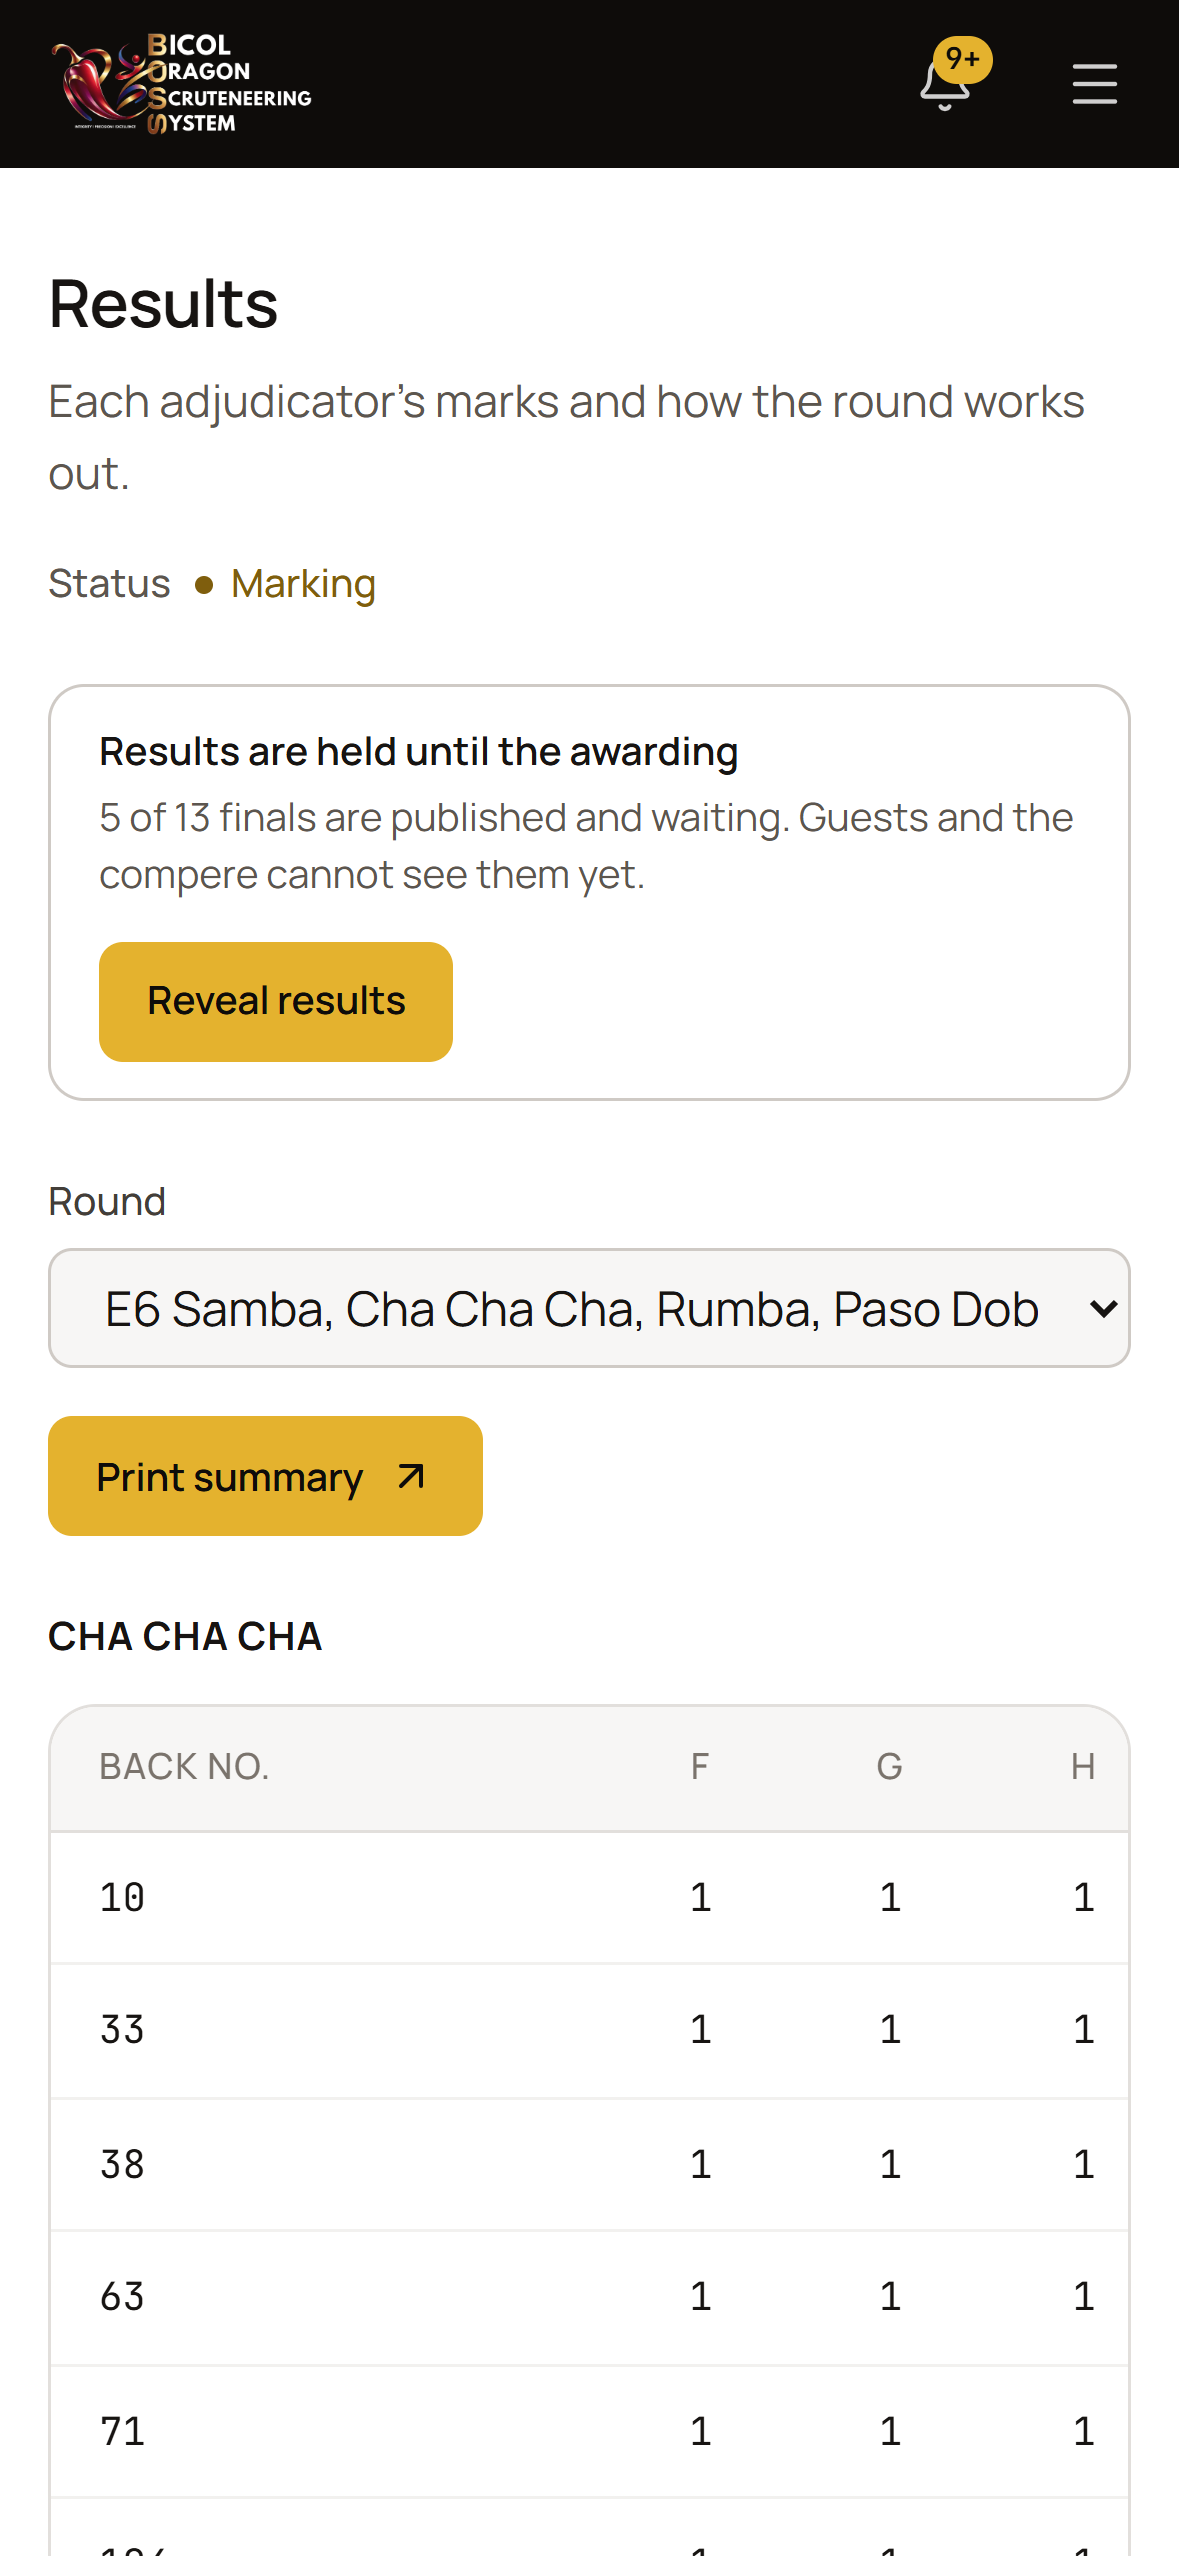 BICOL
ORAGON
SCRUTENEERING
SYSTEM
INTEGRITY | PRECISION | EXCELLENCE
9+
Results
Each adjudicator’s marks and how the round works
out.
Status Marking
Results are held until the awarding
5 of 13 finals are published and waiting. Guests and the
compere cannot see them yet.
Reveal results
Round
E6 Samba, Cha Cha Cha, Rumba, Paso Dob
Print summary
CHA CHA CHA
BACK NO. F G H
10 1 1 1
33 1 1 1
38 1 1 1
63 1 1 1
71 1 1 1